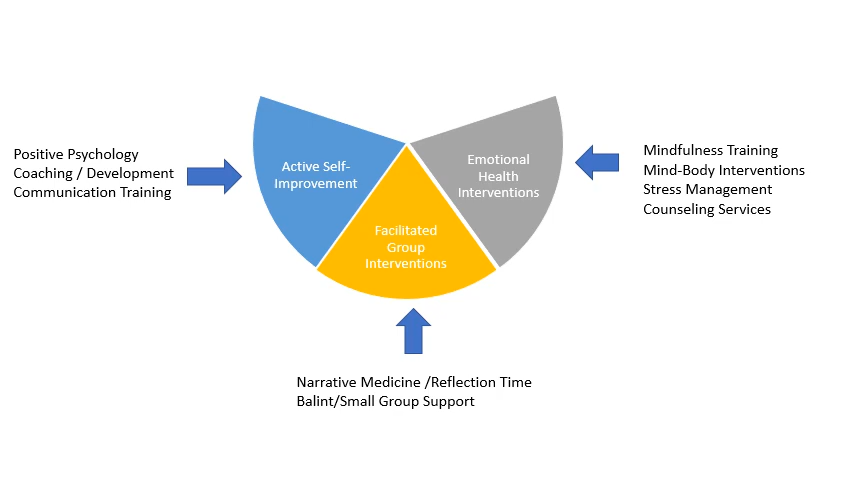 Positive Psychology
Coaching / Development
Communication Training
Active Self-
Improvement
Facilitated
Group
Interventions
Emotional
Health
Interventions
Mindfulness Training
Mind-Body Interventions
Stress Management
Counseling Services
Narrative Medicine /Reflection Time
Balint/Small Group Support